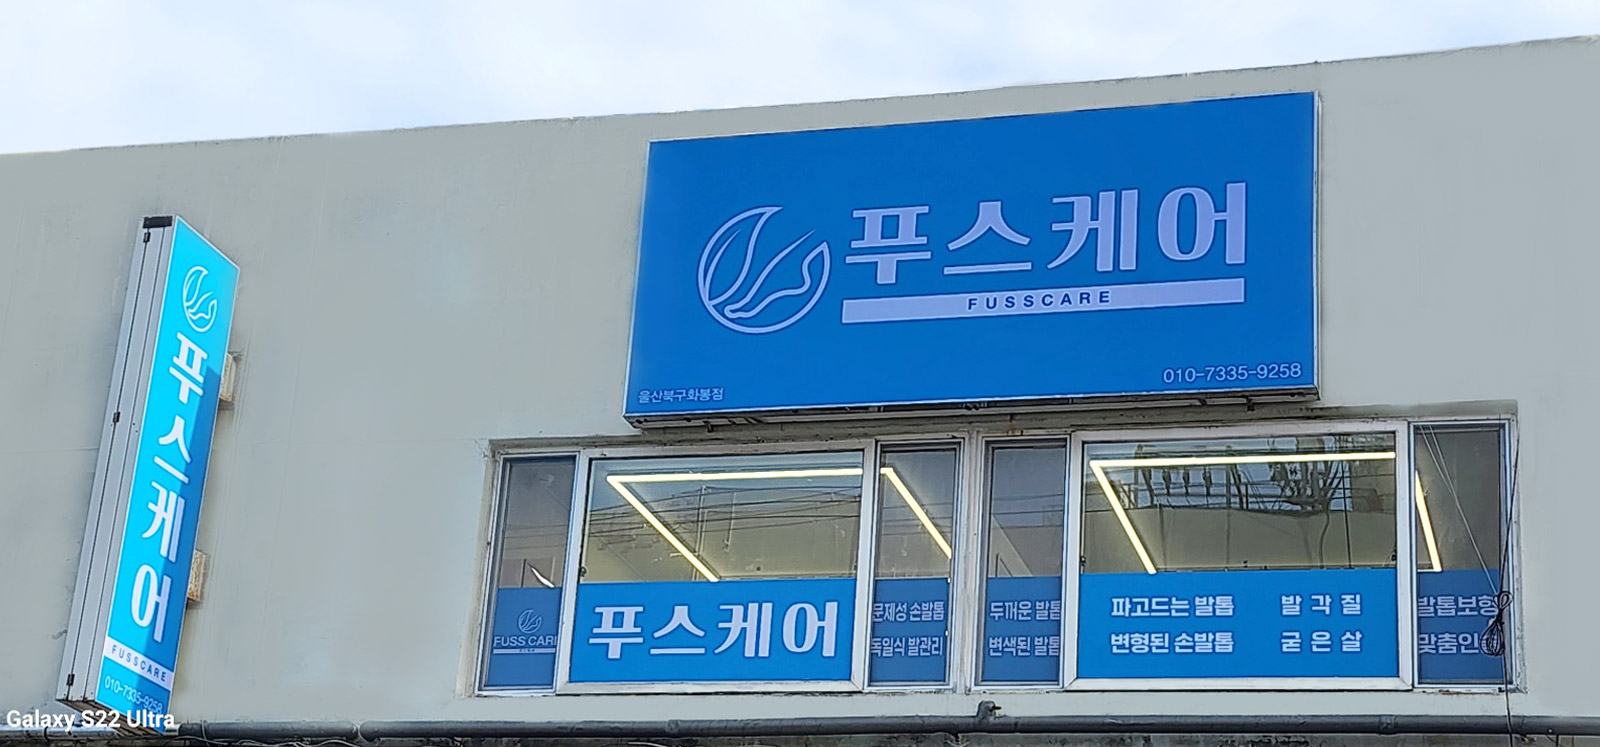 푸스케어
FUSSCARE
010-7335-9258
울산북구화봉점
푸스케어
FUSSCARE
010-7335-9258
FUSS CARE
푸스케어
문제성 손발톱
독일식 발관리
두꺼운 발톱
변색된 발톱
파고드는 발톱 발 각 질
변형된 손발톱 굳 은 살
발톱보험
맞춤인
Galaxy S22 Ultra